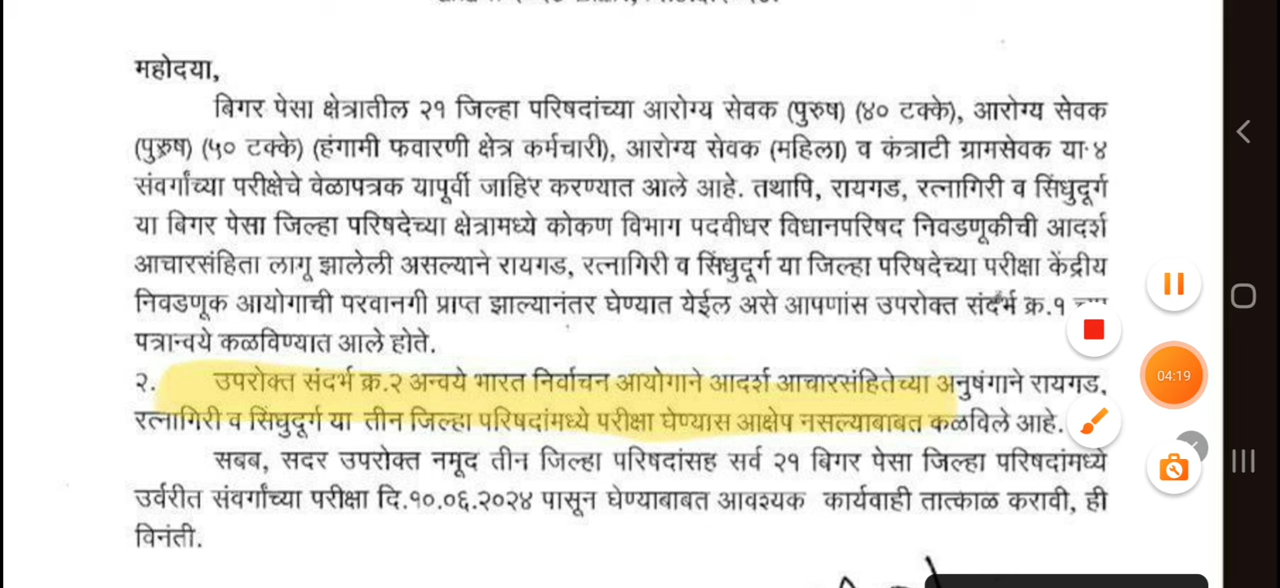 महोदया,
बिगर पेसा क्षेत्रातील २१ जिल्हा परिषदांच्या आरोग्य सेवक (पुरुष) (४० टक्के), आरोग्य सेवक
(पुरुष) (५० टक्के) (हंगामी फवारणी क्षेत्र कर्मचारी), आरोग्य सेवक (महिला) व कंत्राटी ग्रामसेवक या ४
संवर्गाच्या परीक्षेचे वेळापत्रक यापूर्वी जाहिर करण्यात आले आहे. तथापि, रायगड, रत्नागिरी व सिंधुदूर्ग
या बिगर पेसा जिल्हा परिषदेच्या क्षेत्रामध्ये कोकण विभाग पदवीधर विधानपरिषद निवडणूकीची आदर्श
आचारसंहिता लागू झालेली असल्याने रायगड, रत्नागिरी व सिंधुदूर्ग या जिल्हा परिषदेच्या परीक्षा केंद्रीय
निवडणूक आयोगाची परवानगी प्राप्त झाल्यानंतर घेण्यात येईल असे आपणांस उपरोक्त संदर्भ क्र.१
पत्रान्वये कळविण्यात आले होते.
२. उपरोक्त संदर्भ क्र.२ अन्वये भारत निर्वाचन आयोगाने आदर्श आचारसंहितेच्या अनुषंगाने रायगड,
रत्नागिरी व सिंधुदूर्ग या तीन जिल्हा परिषदांमध्ये परीक्षा घेण्यास आक्षेप नसल्याबाबत कळविले आहे.
सबब, सदर उपरोक्त नमूद तीन जिल्हा परिषदांसह सर्व २१ बिगर पेसा जिल्हा परिषदांमध्ये
उर्वरीत संवर्गाच्या परीक्षा दि.१०.०६.२०२४ पासून घेण्याबाबत आवश्यक कार्यवाही तात्काळ करावी, ही
विनंती.
04:19